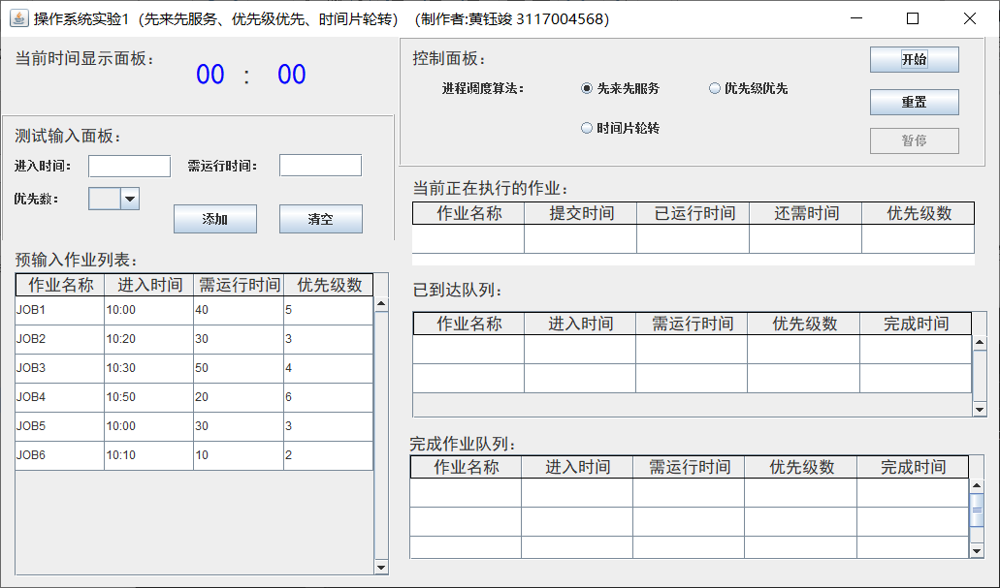 操作系统实验1（先来先服务、优先级优先、时间片轮转）（制作者:黄钰竣 3117004568）
当前时间显示面板：
00 : 00
测试输入面板：
进入时间：
需运行时间：
优先数：
添加
清空
预输入作业列表：
作业名称 进入时间 需运行时间 优先级数
JOB1 10:00 40 5
JOB2 10:20 30 3
JOB3 10:30 50 4
JOB4 10:50 20 6
JOB5 10:00 30 3
JOB6 10:10 10 2
控制面板：
进程调度算法：
先来先服务
优先级优先
时间片轮转
开始
重置
暂停
当前正在执行的作业：
作业名称 提交时间 已运行时间 还需时间 优先级数
已到达队列：
作业名称 进入时间 需运行时间 优先级数 完成时间
完成作业队列：
作业名称 进入时间 需运行时间 优先级数 完成时间